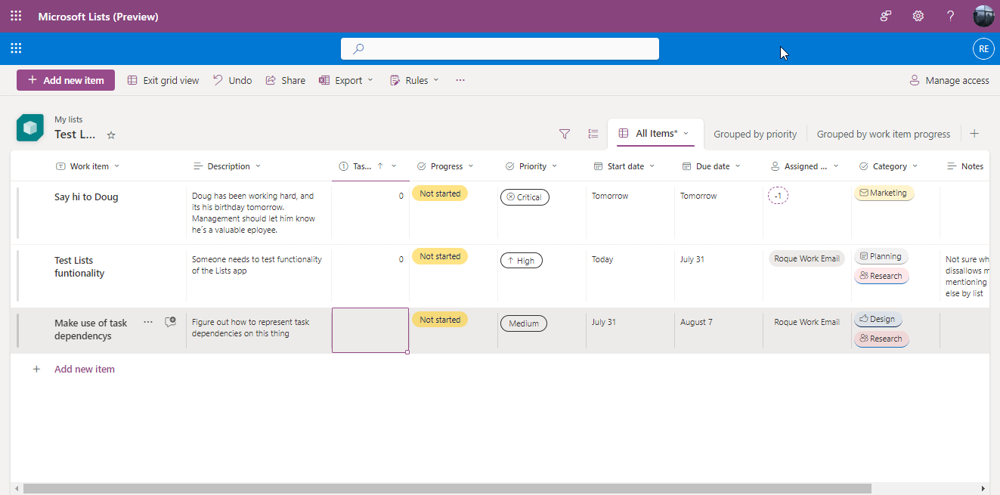 Microsoft Lists (Preview)
?
RE
+ Add new item
Exit grid view
Undo
Share
Export
Rules
...
Manage access
My lists
Test L...
All Items*
Grouped by priority
Grouped by work item progress
+
Work item
Description
Tas...
Progress
Priority
Start date
Due date
Assigned ...
Category
Notes
Say hi to Doug
Doug has been working hard, and
its his birthday tomorrow.
Management should let him know
he´s a valuable eployee.
0
Not started
Critical
Tomorrow
Tomorrow
-1
Marketing
Test Lists
funtionality
Someone needs to test functionality
of the Lists app
0
Not started
High
Today
July 31
Roque Work Email
Planning
Research
Not sure wh
dissallows m
mentioning
else by list
Make use of task
dependencys
...
Figure out how to represent task
dependencies on this thing
Not started
Medium
July 31
August 7
Roque Work Email
Design
Research
+ Add new item